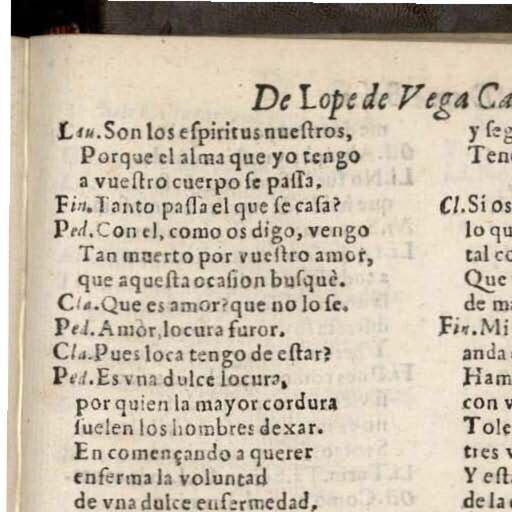 De Lope de Vega Ca
Lau. Son los espiritus nuestros,
Porque el alma que yo tengo
a vuestro cuerpo se passa,
Fin. Tanto passa el que se casa?
Ped. Con el, como os digo, vengo
Tan muerto por vuestro amor,
que aquesta ocasion busquè.
Cla. Que es amor? que no lo se.
Ped. Amòr, locura furor.
Cla. Pues loca tengo de estar?
Ped. Es vna dulce locura,
por quien la mayor cordura
suelen los hombres dexar.
En començando a querer
enferma la voluntad
de vna dulce enfermedad,
y seg
Tene
Cl. Si os
lo qu
tal co
Que
de ma
Fin. Mi
anda
Ham
con v
Tole
tres v
Y esta
de la